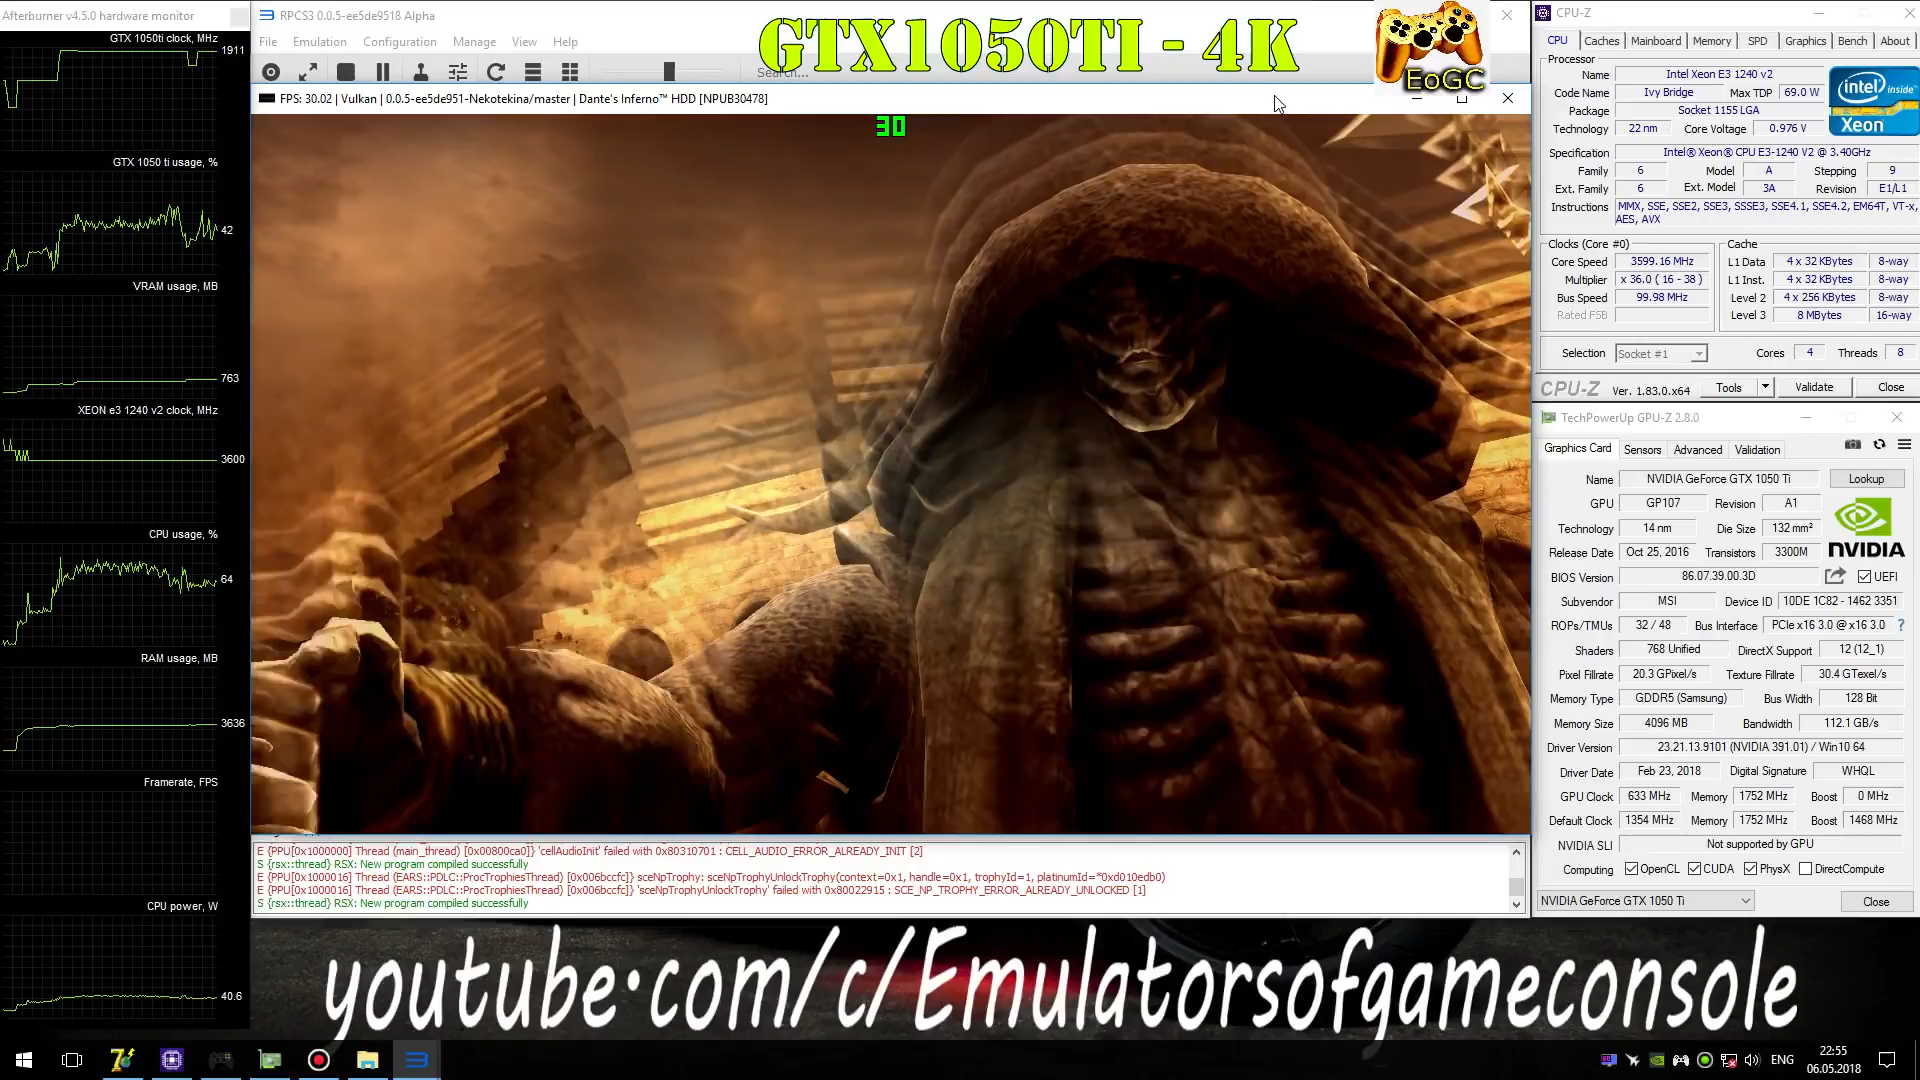 Afterburner v4.5.0 hardware monitor
GTX 1050ti clock, MHz
1911
GTX 1050 ti usage, %
42
VRAM usage, MB
763
XEON e3 1240 v2 clock, MHz
3600
CPU usage, %
64
RAM usage, MB
3636
Framerate, FPS
CPU power, W
40.6
RPCS3 0.0.5-ee5de9518 Alpha
File Emulation Configuration Manage View Help
Search...
GTX1050TI - 4K
EoGC
FPS: 30.02 | Vulkan | 0.0.5-ee5de951-Nekotekina/master | Dante's Inferno™ HDD [NPUB30478]
30
E {PPU[0x1000000] Thread (main_thread) [0x00800ca0]} 'cellAudioInit' failed with 0x80310701 : CELL_AUDIO_ERROR_ALREADY_INIT [2]
S {rsx::thread} RSX: New program compiled successfully
E {PPU[0x1000016] Thread (EARS::PDLC::ProcTrophiesThread) [0x006bccfc]} sceNpTrophy: sceNpTrophyUnlockTrophy(context=0x1, handle=0x1, trophyId=1, platinumId=*0xd010edb0)
E {PPU[0x1000016] Thread (EARS::PDLC::ProcTrophiesThread) [0x006bccfc]} 'sceNpTrophyUnlockTrophy' failed with 0x80022915 : SCE_NP_TROPHY_ERROR_ALREADY_UNLOCKED [1]
S {rsx::thread} RSX: New program compiled successfully
CPU-Z
CPU Caches Mainboard Memory SPD Graphics Bench About
Processor
Name Intel Xeon E3 1240 v2
Code Name Ivy Bridge Max TDP 69.0 W
Package Socket 1155 LGA
Technology 22 nm Core Voltage 0.976 V
intel inside™
Xeon
Specification Intel® Xeon® CPU E3-1240 V2 @ 3.40GHz
Family 6 Model A Stepping 9
Ext. Family 6 Ext. Model 3A Revision E1/L1
Instructions MMX, SSE, SSE2, SSE3, SSSE3, SSE4.1, SSE4.2, EM64T, VT-x,
AES, AVX
Clocks (Core #0) Cache
Core Speed 3599.16 MHz L1 Data 4 x 32 KBytes 8-way
Multiplier x 36.0 ( 16 - 38 ) L1 Inst. 4 x 32 KBytes 8-way
Bus Speed 99.98 MHz Level 2 4 x 256 KBytes 8-way
Rated FSB Level 3 8 MBytes 16-way
Selection Socket #1 Cores 4 Threads 8
CPU-Z Ver. 1.83.0.x64 Tools Validate Close
TechPowerUp GPU-Z 2.8.0
Graphics Card Sensors Advanced Validation
Name NVIDIA GeForce GTX 1050 Ti Lookup
GPU GP107 Revision A1
Technology 14 nm Die Size 132 mm²
Release Date Oct 25, 2016 Transistors 3300M
NVIDIA
BIOS Version 86.07.39.00.3D UEFI
Subvendor MSI Device ID 10DE 1C82 - 1462 3351
ROPs/TMUs 32 / 48 Bus Interface PCIe x16 3.0 @ x16 3.0 ?
Shaders 768 Unified DirectX Support 12 (12_1)
Pixel Fillrate 20.3 GPixel/s Texture Fillrate 30.4 GTexel/s
Memory Type GDDR5 (Samsung) Bus Width 128 Bit
Memory Size 4096 MB Bandwidth 112.1 GB/s
Driver Version 23.21.13.9101 (NVIDIA 391.01) / Win10 64
Driver Date Feb 23, 2018 Digital Signature WHQL
GPU Clock 633 MHz Memory 1752 MHz Boost 0 MHz
Default Clock 1354 MHz Memory 1752 MHz Boost 1468 MHz
NVIDIA SLI Not supported by GPU
Computing OpenCL CUDA PhysX DirectCompute
NVIDIA GeForce GTX 1050 Ti Close
youtube.com/c/Emulatorsofgameconsole
ENG
22:55
06.05.2018